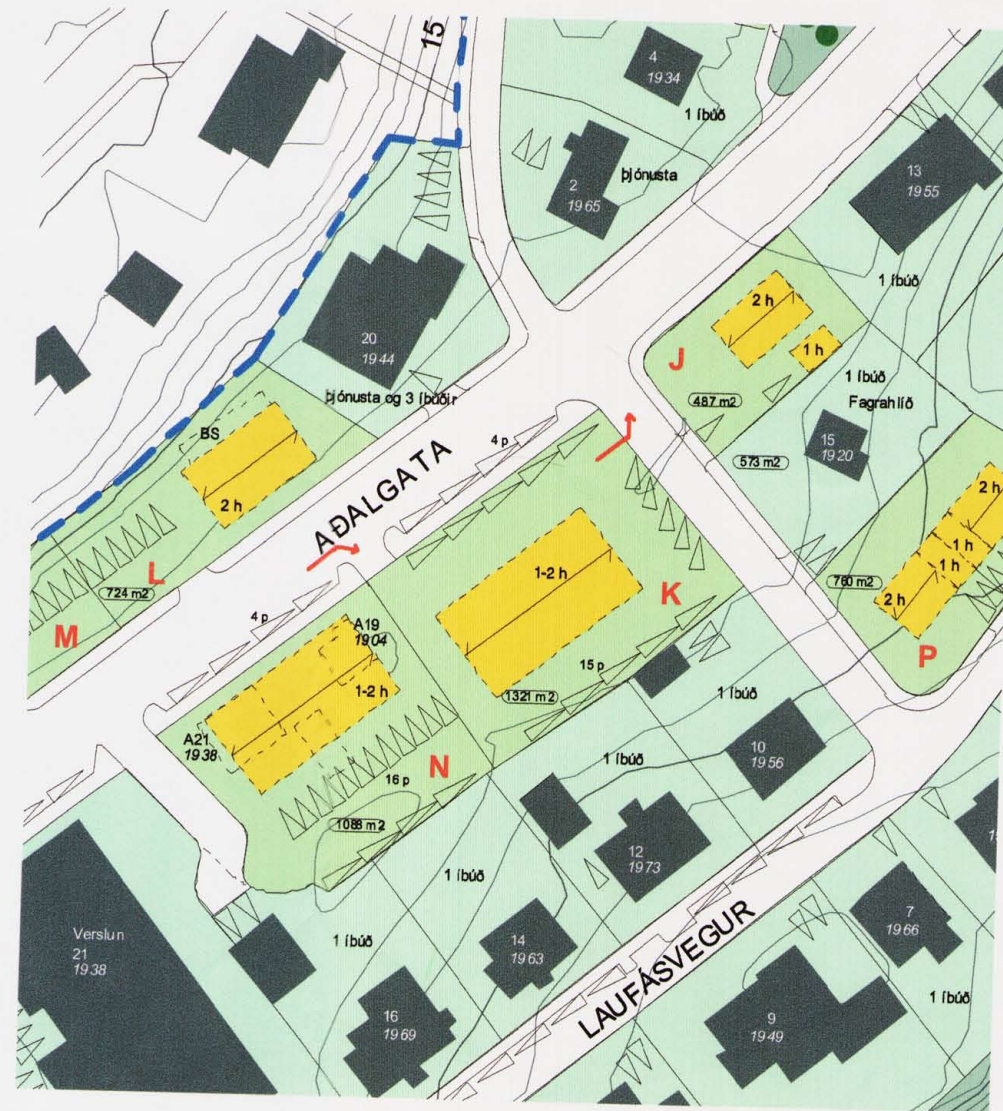 15
4
1934
1 íbúð
2
1965
þjónusta
13
1955
1 íbúð
20
1944
þjónusta og 3 íbúðir
2 h
1 h
J
487 m2
1 íbúð
Fagrahlíð
15
1920
573 m2
BS
2 h
4 p
AÐALGATA
L
724 m2
M
4 p
1-2 h
K
15 p
1321 m2
2 h
1 h
1 h
2 h
760 m2
P
A19
1904
1-2 h
A21
1938
16 p
N
1088 m2
1 íbúð
1 íbúð
10
1956
12
1973
1 íbúð
1 íbúð
14
1963
16
1969
Verslun
21
1938
LAUFÁSVEGUR
7
1966
9
1949
1 íbúð